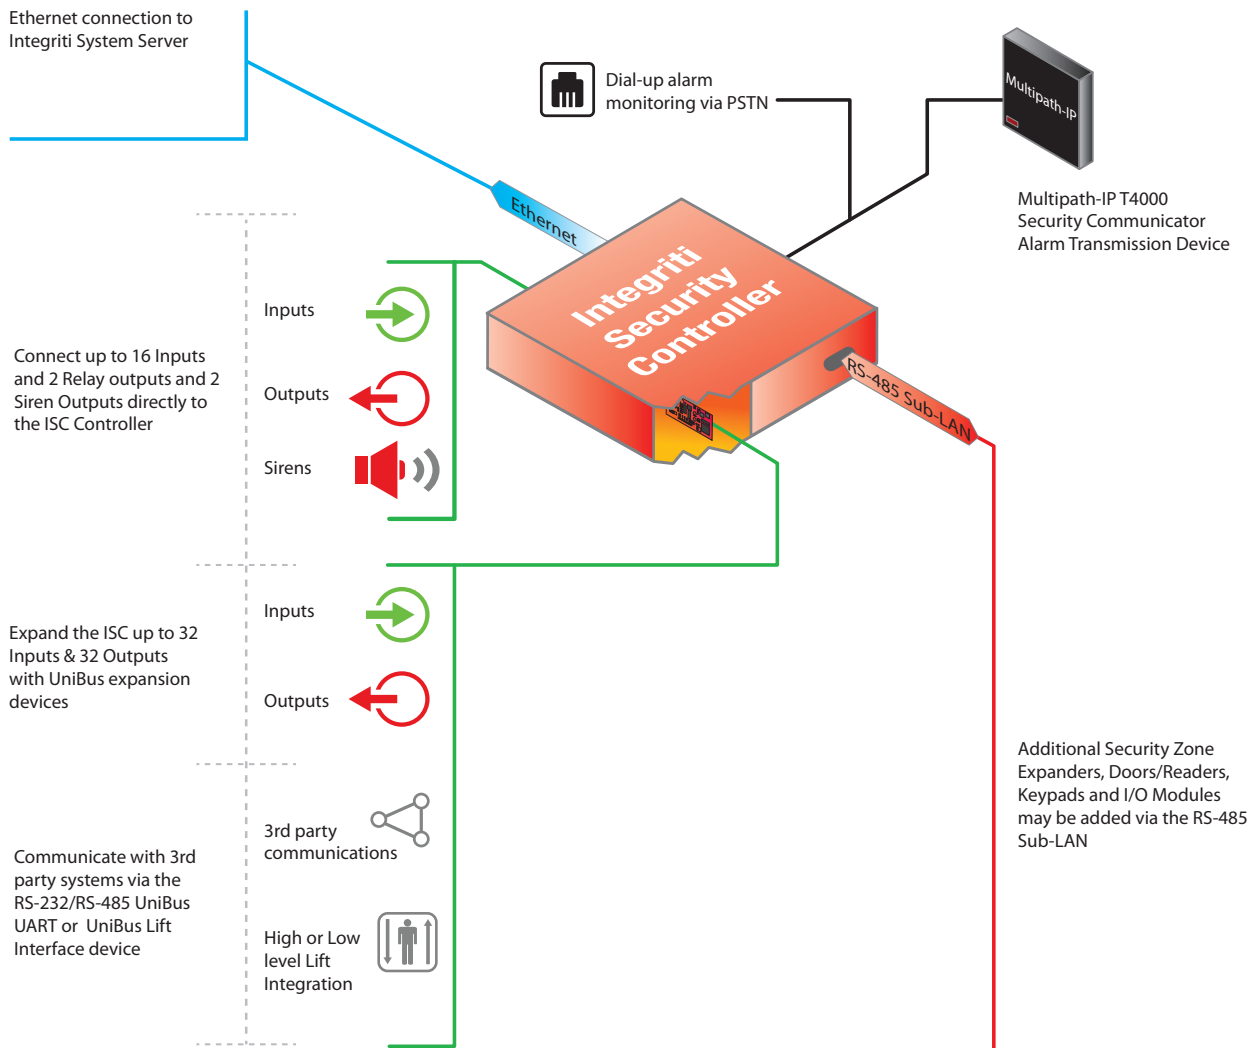 Ethernet connection to
Integriti System Server
Dial-up alarm
monitoring via PSTN
Multipath-IP
Multipath-IP T4000
Security Communicator
Alarm Transmission Device
Ethernet
Integriti
Security
Controller
RS-485 Sub-LAN
Connect up to 16 Inputs
and 2 Relay outputs and 2
Siren Outputs directly to
the ISC Controller
Inputs
Outputs
Sirens
Expand the ISC up to 32
Inputs & 32 Outputs
with UniBus expansion
devices
Inputs
Outputs
Communicate with 3rd
party systems via the
RS-232/RS-485 UniBus
UART or UniBus Lift
Interface device
3rd party
communications
High or Low
level Lift
Integration
Additional Security Zone
Expanders, Doors/Readers,
Keypads and I/O Modules
may be added via the RS-485
Sub-LAN